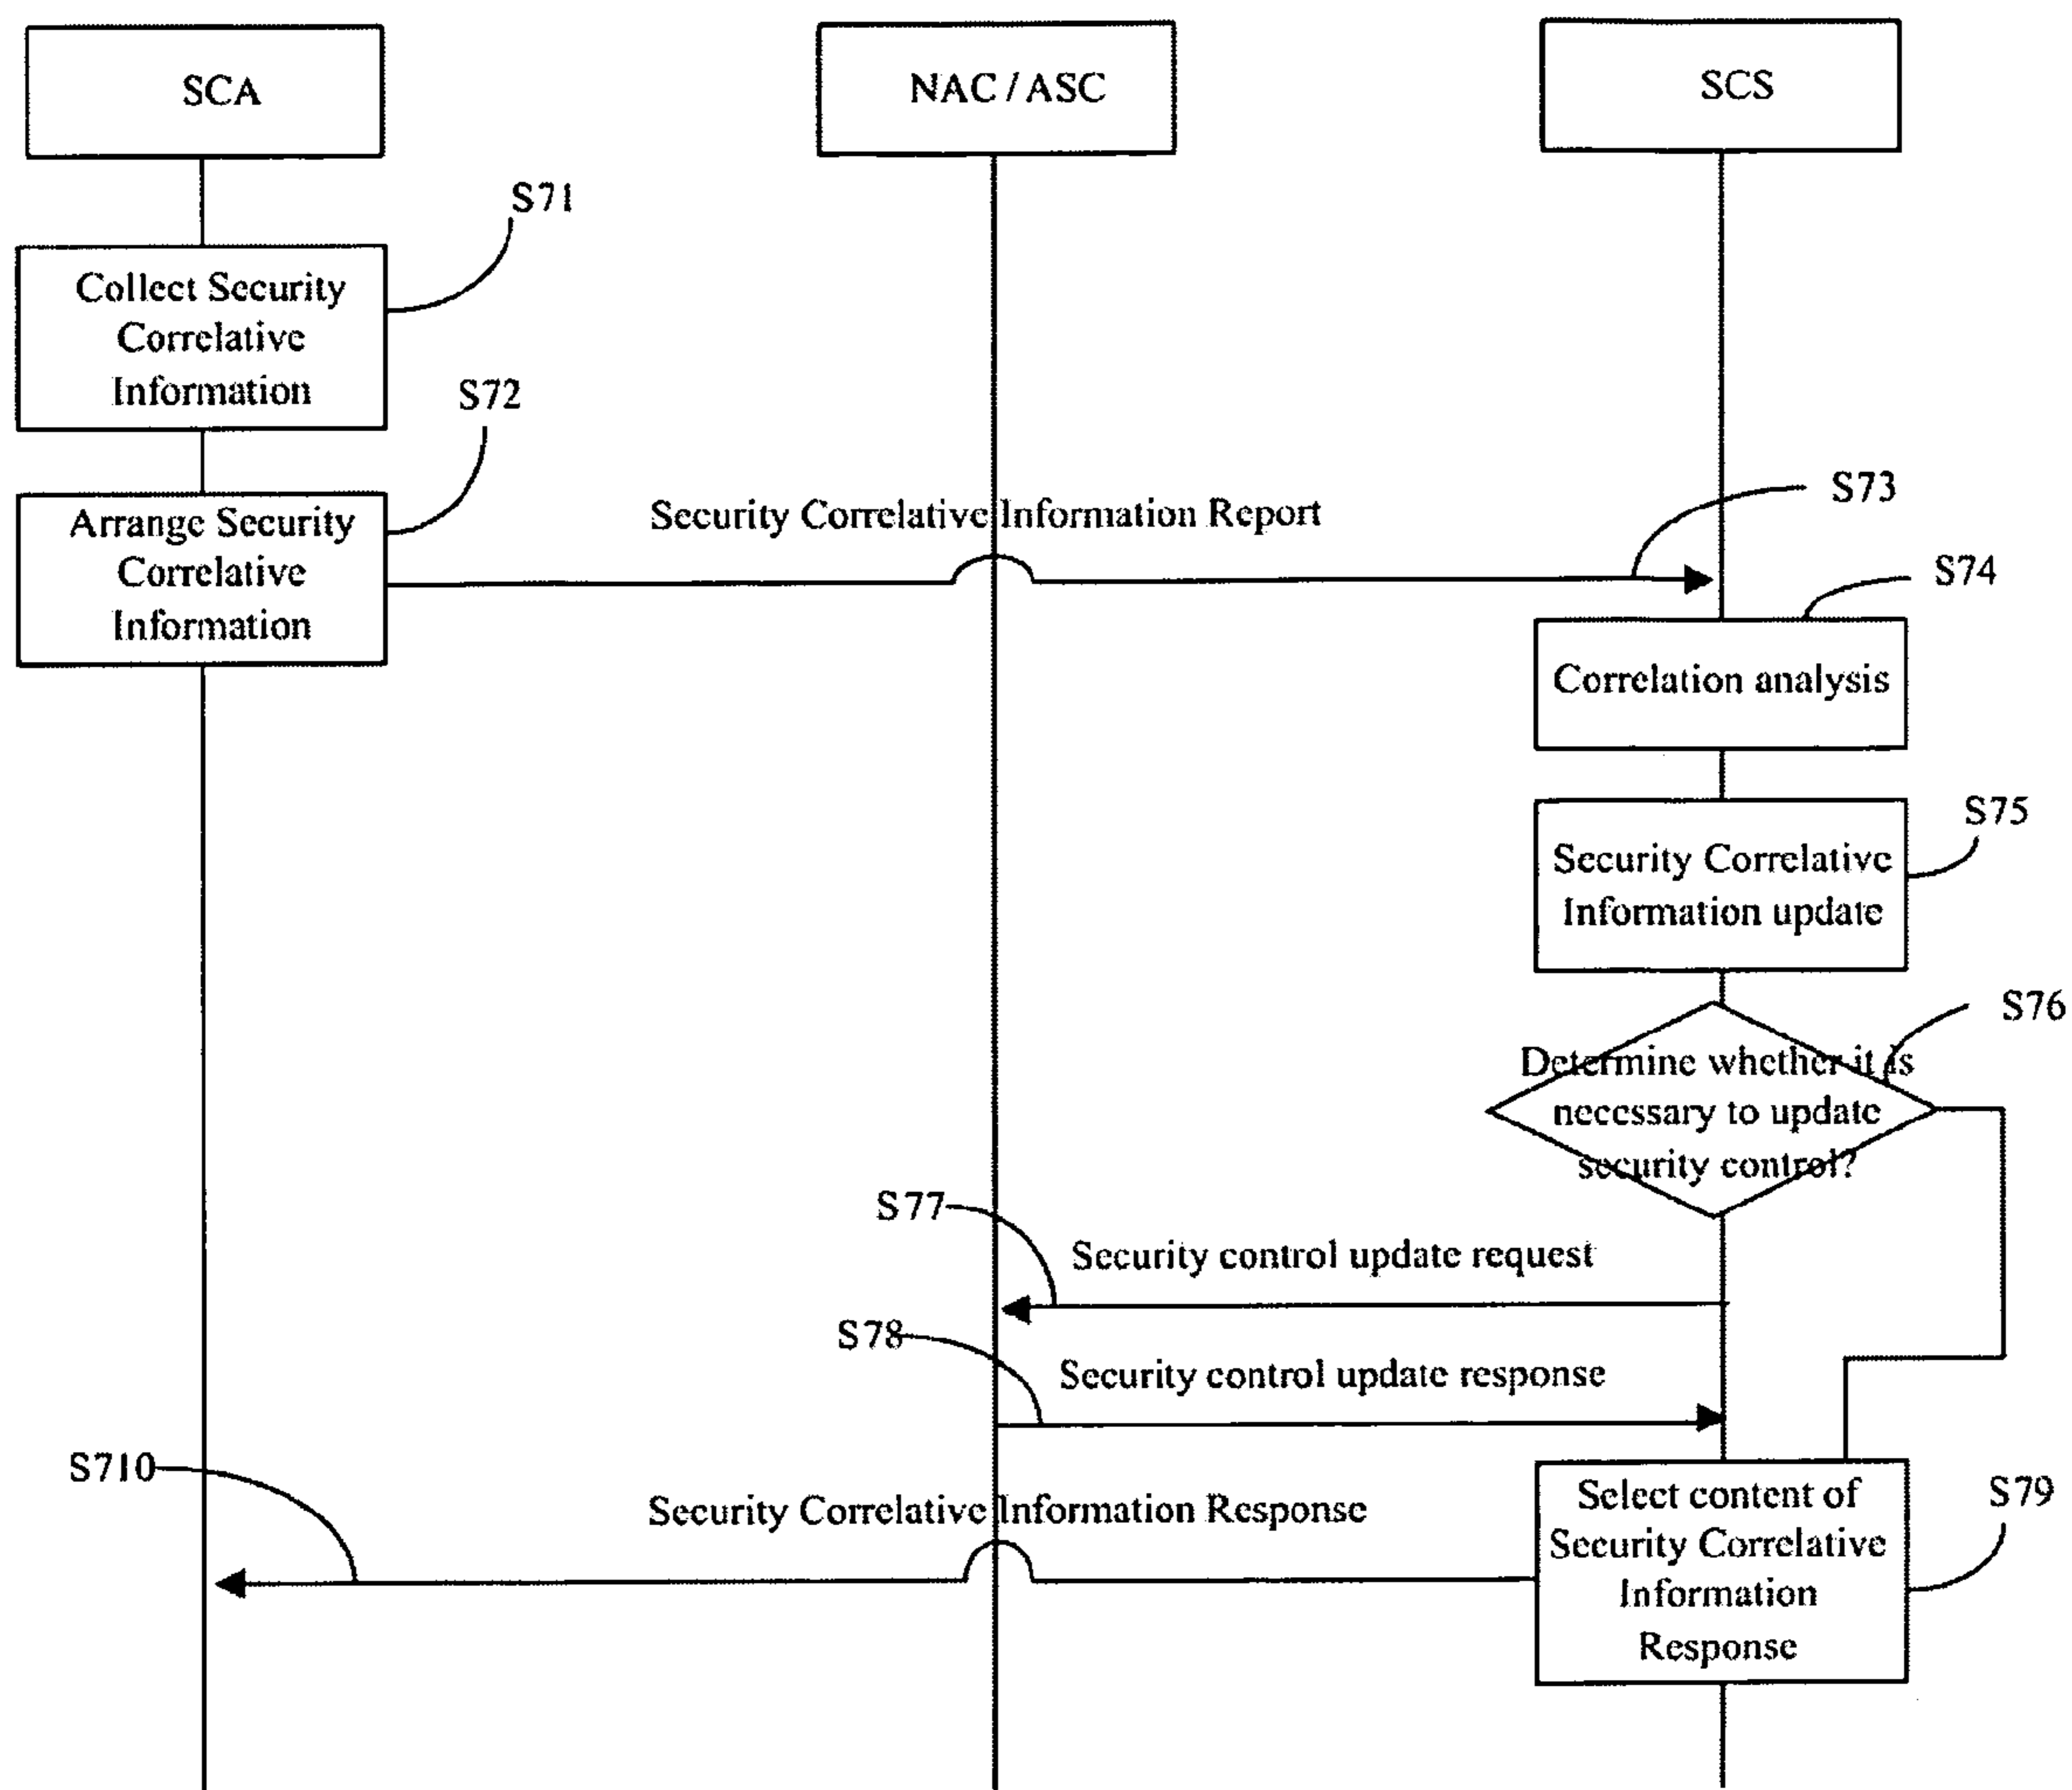 SCA
NAC / ASC
SCS
S71
Collect Security
Correlative
Information
S72
Arrange Security
Correlative
Information
Security Correlative Information Report
S73
S74
Correlation analysis
S75
Security Correlative
Information update
S76
Determine whether it is
necessary to update
security control?
S77
Security control update request
S78
Security control update response
S710
Security Correlative Information Response
Select content of
Security Correlative
Information
Response
S79